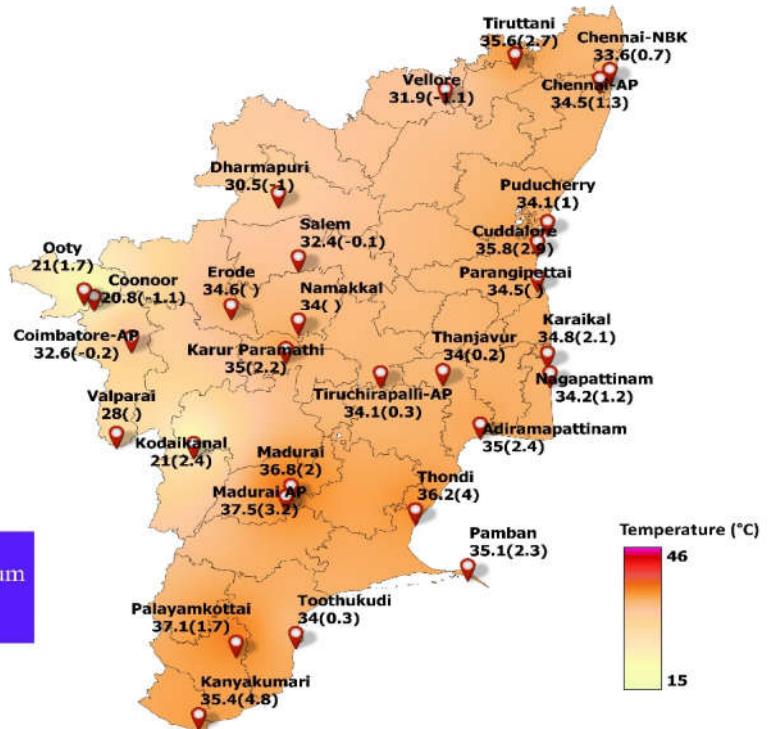 Tiruttani
35.6(2.7)
Chennai-NBK
33.6(0.7)
Vellore
31.9(-1.1)
Chennai-AP
34.5(1.3)
Dharmapuri
30.5(-1)
Puducherry
34.1(1)
Salem
32.4(-0.1)
Cuddalore
35.8(2.9)
Ooty
21(1.7)
Coonoor
20.8(-1.1)
Erode
34.6( )
Namakkal
34( )
Parangipettai
34.5( )
Karaikal
34.8(2.1)
Coimbatore-AP
32.6(-0.2)
Karur Paramathi
35(2.2)
Thanjavur
34(0.2)
Tiruchirapalli-AP
34.1(0.3)
Nagapattinam
34.2(1.2)
Valparai
28( )
Kodaikanal
21(2.4)
Adiramapattinam
35(2.4)
Madurai
36.8(2)
Madurai AP
37.5(3.2)
Thondi
36.2(4)
Pamban
35.1(2.3)
Temperature (°C)
46
15
um
Palayamkottai
37.1(1.7)
Toothukudi
34(0.3)
Kanyakumari
35.4(4.8)